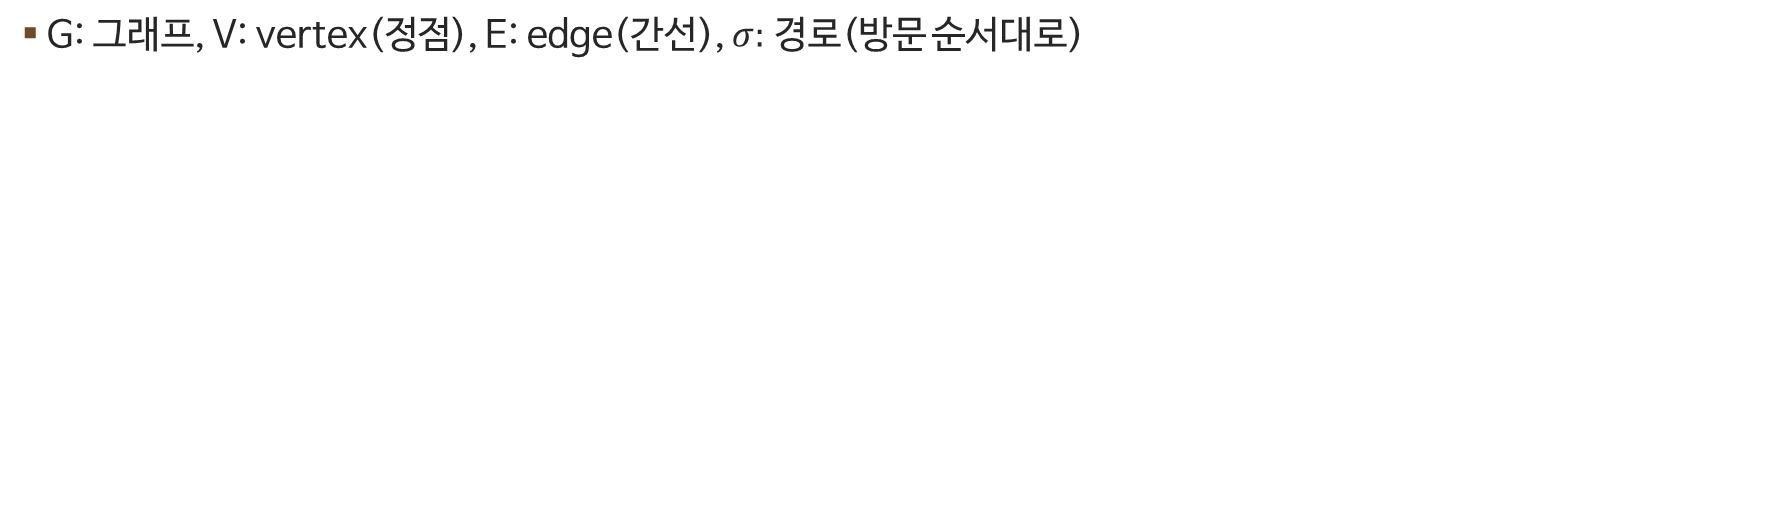 ▪ G: 그래프, V: vertex(정점), E: edge(간선), 𝜎: 경로(방문 순서대로)